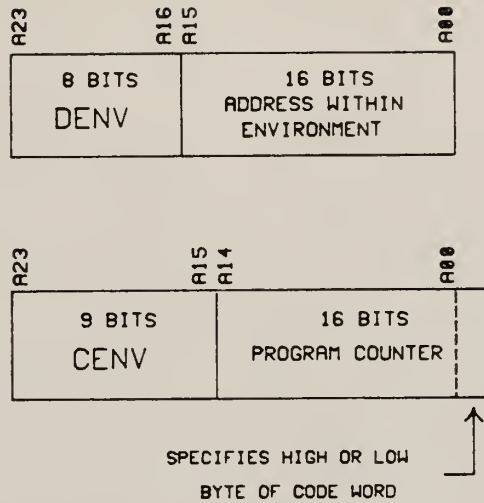 A23 A16 A15 A00
8 BITS 16 BITS
DENV ADDRESS WITHIN
ENVIRONMENT
A23 A15 A14 A00
9 BITS 16 BITS
CENV PROGRAM COUNTER
SPECIFIES HIGH OR LOW
BYTE OF CODE WORD